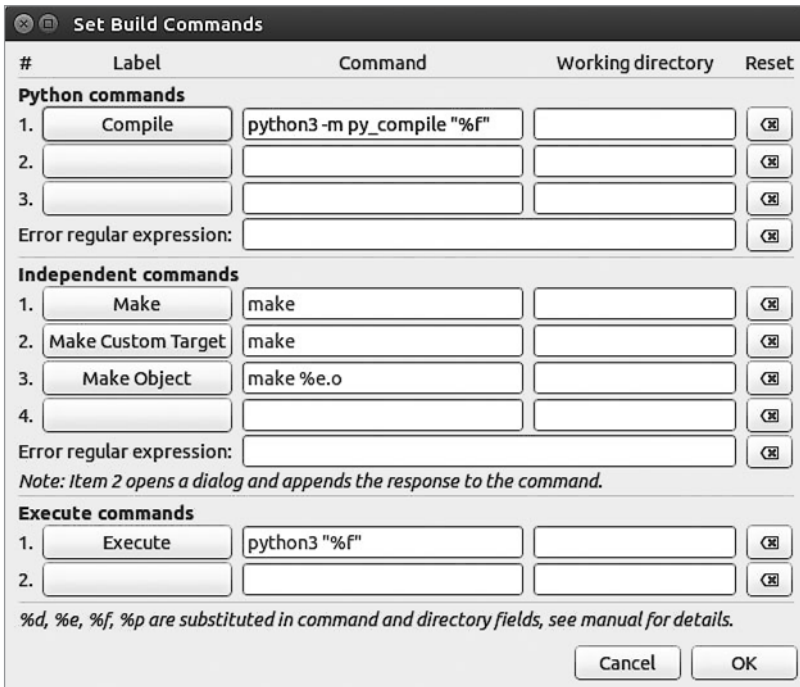 Set Build Commands
# Label Command Working directory Reset
Python commands
1. Compile python3 -m py_compile "%f"
2.
3.
Error regular expression:
Independent commands
1. Make make
2. Make Custom Target make
3. Make Object make %e.o
4.
Error regular expression:
Note: Item 2 opens a dialog and appends the response to the command.
Execute commands
1. Execute python3 "%f"
2.
%d, %e, %f, %p are substituted in command and directory fields, see manual for details.
Cancel OK